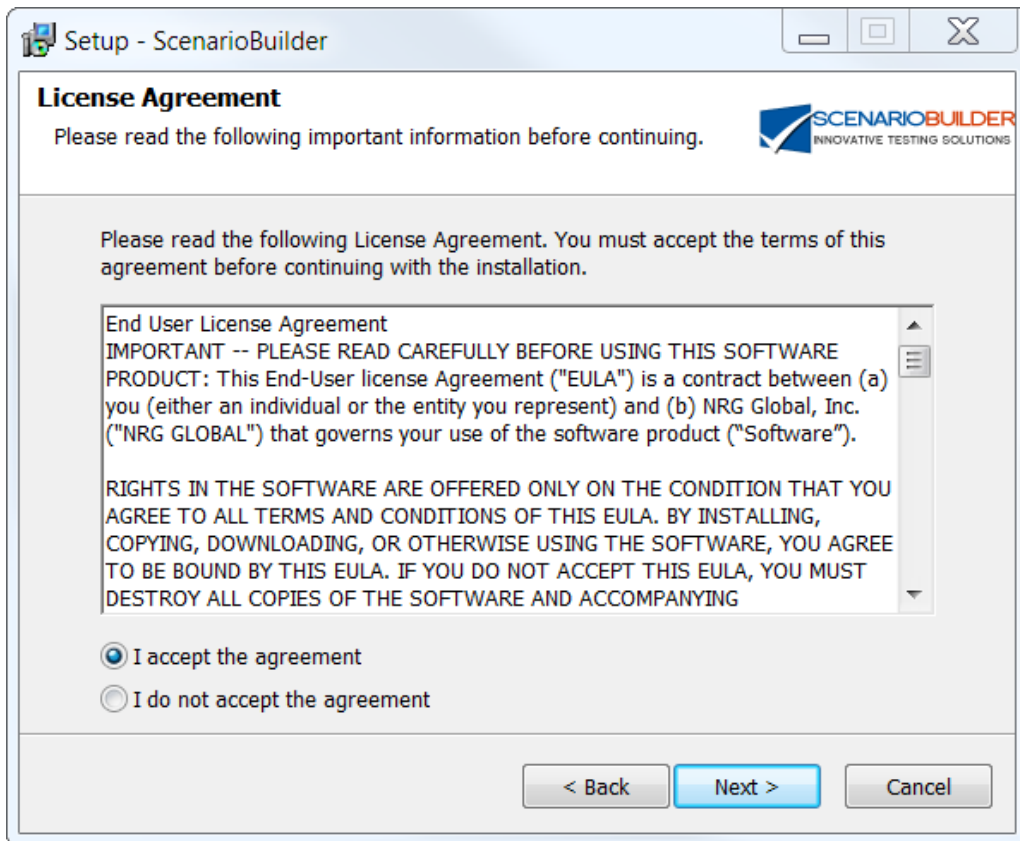 Setup - ScenarioBuilder
License Agreement
Please read the following important information before continuing.
SCENARIOBUILDER
INNOVATIVE TESTING SOLUTIONS
Please read the following License Agreement. You must accept the terms of this
agreement before continuing with the installation.
End User License Agreement
IMPORTANT -- PLEASE READ CAREFULLY BEFORE USING THIS SOFTWARE
PRODUCT: This End-User license Agreement ("EULA") is a contract between (a)
you (either an individual or the entity you represent) and (b) NRG Global, Inc.
("NRG GLOBAL") that governs your use of the software product (“Software”).
RIGHTS IN THE SOFTWARE ARE OFFERED ONLY ON THE CONDITION THAT YOU
AGREE TO ALL TERMS AND CONDITIONS OF THIS EULA. BY INSTALLING,
COPYING, DOWNLOADING, OR OTHERWISE USING THE SOFTWARE, YOU AGREE
TO BE BOUND BY THIS EULA. IF YOU DO NOT ACCEPT THIS EULA, YOU MUST
DESTROY ALL COPIES OF THE SOFTWARE AND ACCOMPANYING
I accept the agreement
I do not accept the agreement
< Back Next > Cancel